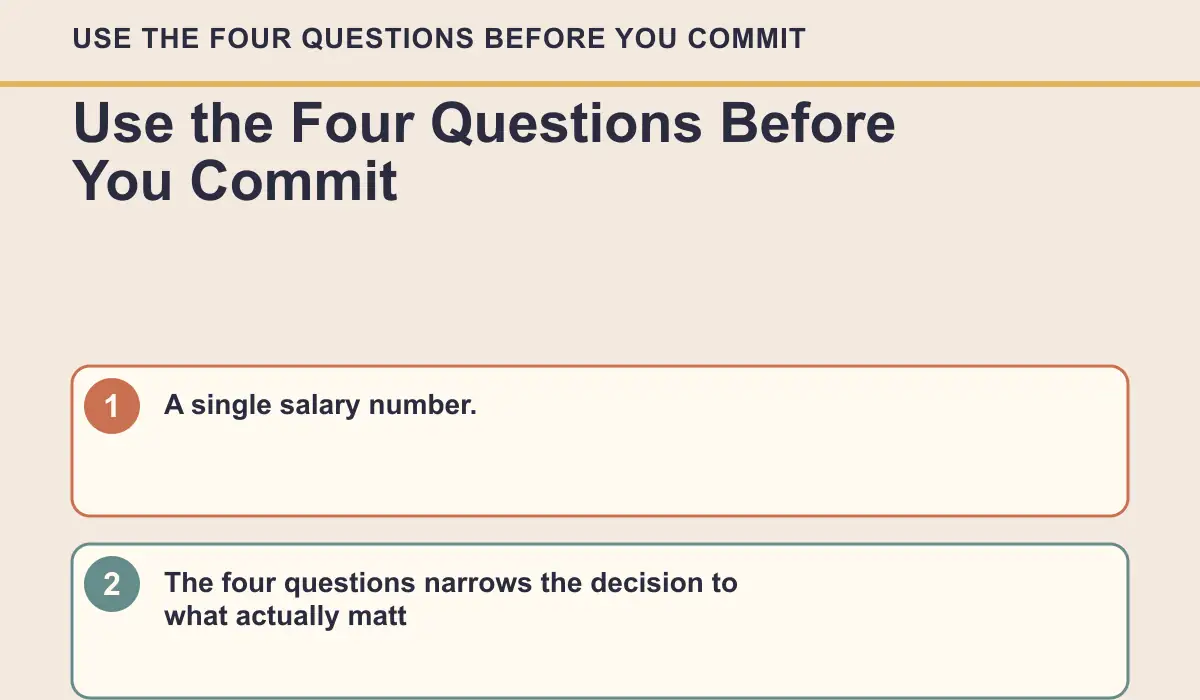 USE THE FOUR QUESTIONS BEFORE YOU COMMIT
Use the Four Questions Before
You Commit
1
A single salary number.
2
The four questions narrows the decision to
what actually matt